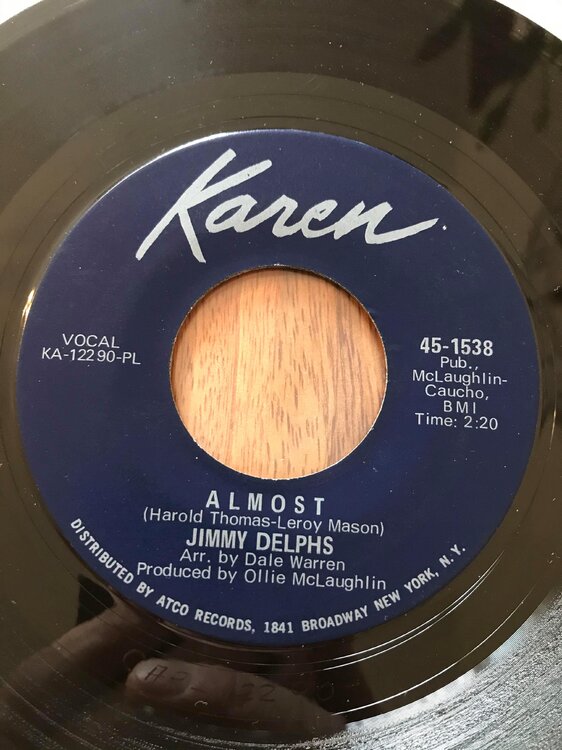 Karen
VOCAL
KA-12290-PL
45-1538
Pub.,
McLaughlin-
Caucho,
BMI
Time: 2:20
ALMOST
(Harold Thomas-Leroy Mason)
JIMMY DELPHS
Arr. by Dale Warren
Produced by Ollie McLaughlin
DISTRIBUTED BY ATCO RECORDS, 1841 BROADWAY NEW YORK, N.Y.